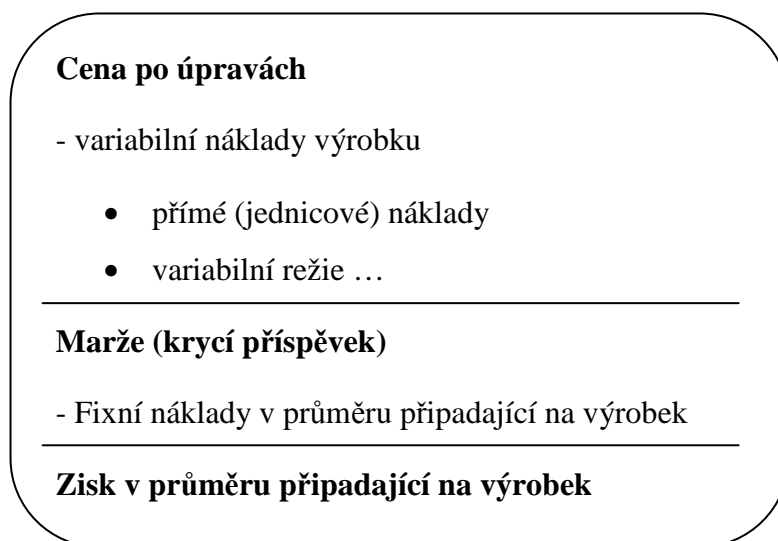 Cena po úpravách
- variabilní náklady výrobku
• přímé (jednicové) náklady
• variabilní režie …
Marže (krycí příspěvek)
- Fixní náklady v průměru připadající na výrobek
Zisk v průměru připadající na výrobek